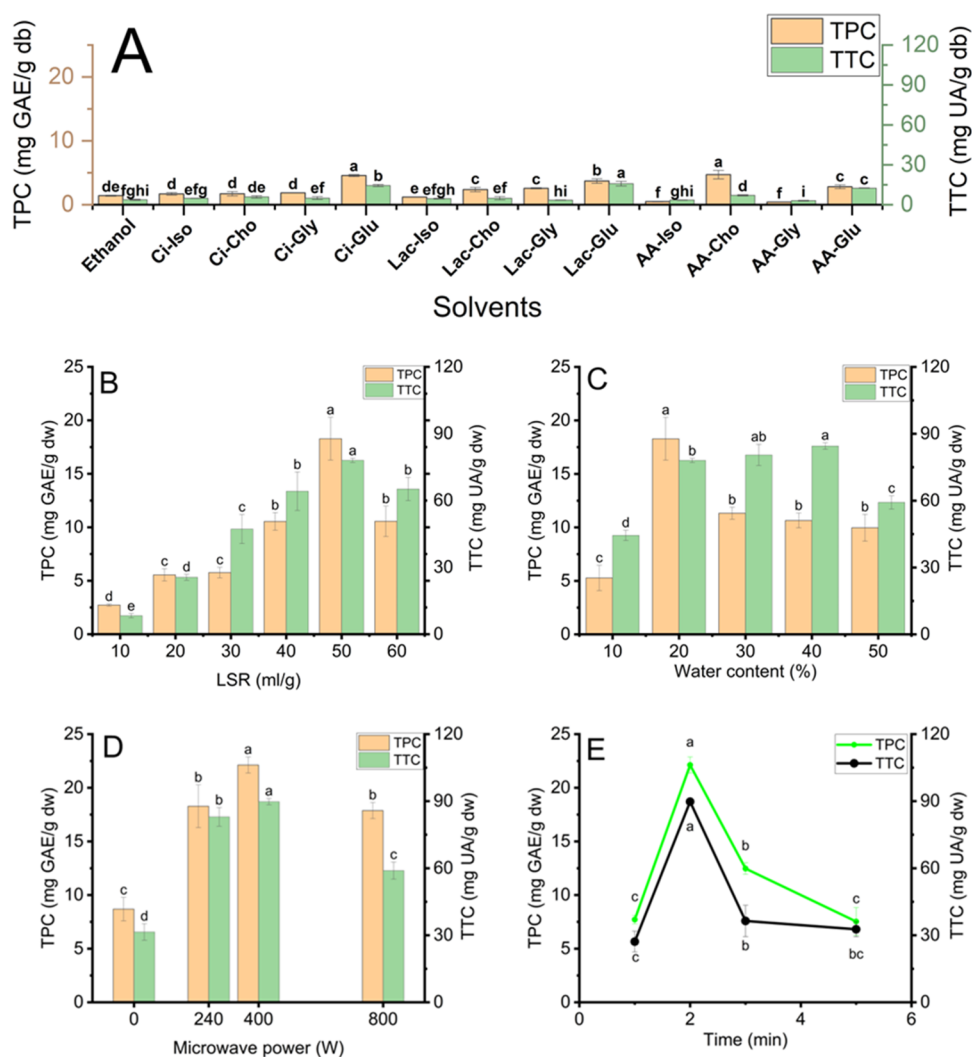 A
TPC
TTC
TPC (mg GAE/g db)
20
10
0
120
90
60
30
0
TTC (mg UA/g db)
de fghi d efg d de d ef a b e efgh c ef c hi b a f ghi a d f i c c
Ethanol Ci-Iso Ci-Cho Ci-Gly Ci-Glu Lac-Iso Lac-Cho Lac-Gly Lac-Glu AA-Iso AA-Cho AA-Gly AA-Glu
Solvents
B
TPC
TTC
TPC (mg GAE/g dw)
25
20
15
10
5
0
120
90
60
30
0
TTC (mg UA/g dw)
d e c d c c b b a a b b
10 20 30 40 50 60
LSR (ml/g)
C
TPC
TTC
TPC (mg GAE/g dw)
25
20
15
10
5
0
120
90
60
30
0
TTC (mg UA/g dw)
c d a b b ab b a b c
10 20 30 40 50
Water content (%)
D
TPC
TTC
TPC (mg GAE/g dw)
25
20
15
10
5
0
120
90
60
30
0
TTC (mg UA/g dw)
c d b b a a b c
0 240 400 800
Microwave power (W)
E
TPC
TTC
TPC (mg GAE/g dw)
25
20
15
10
5
0
120
90
60
30
0
TTC (mg UA/g dw)
c a b c
c a b bc
0 2 4 6
Time (min)